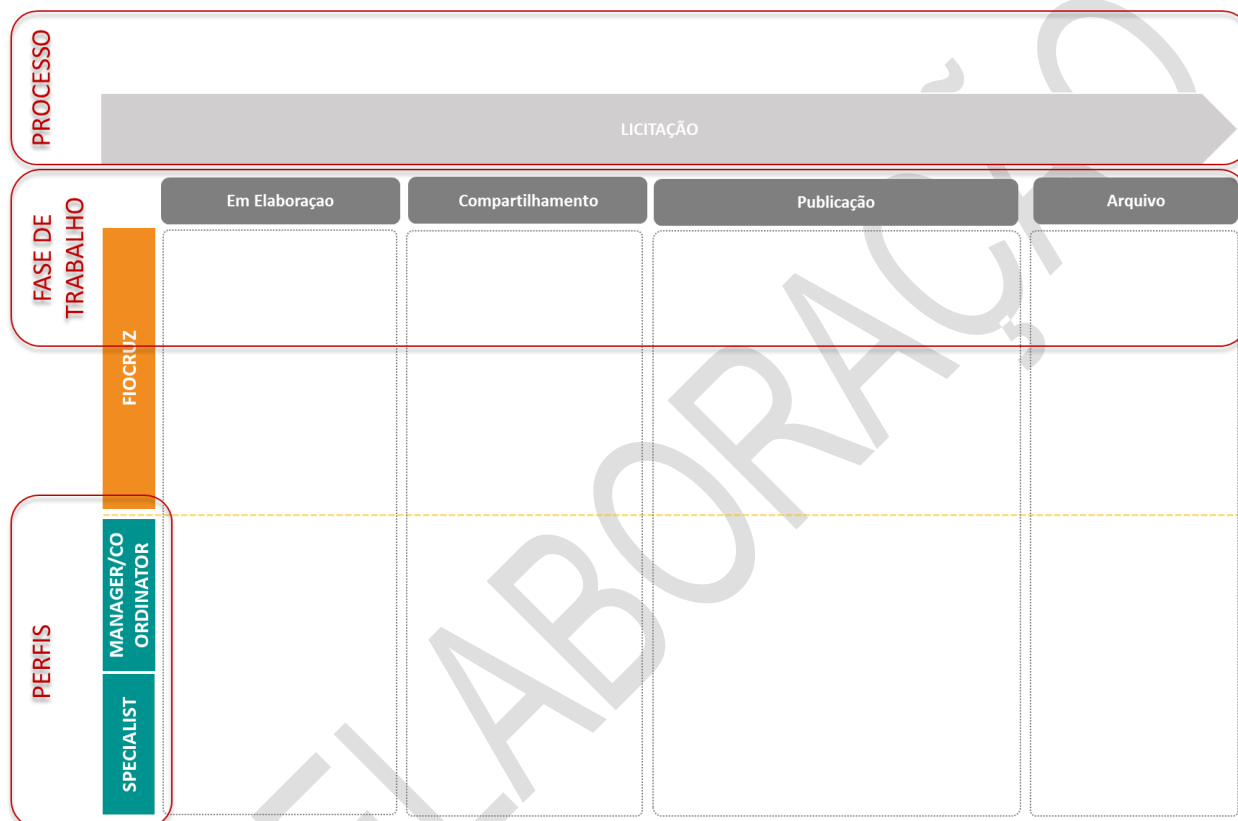 PROCESSO
LICITAÇÃO
FASE DE
TRABALHO
Em Elaboraçao
Compartilhamento
Publicação
Arquivo
FIOCRUZ
PERFIS
MANAGER/CO
ORDINATOR
SPECIALIST
ELABORAÇÃO